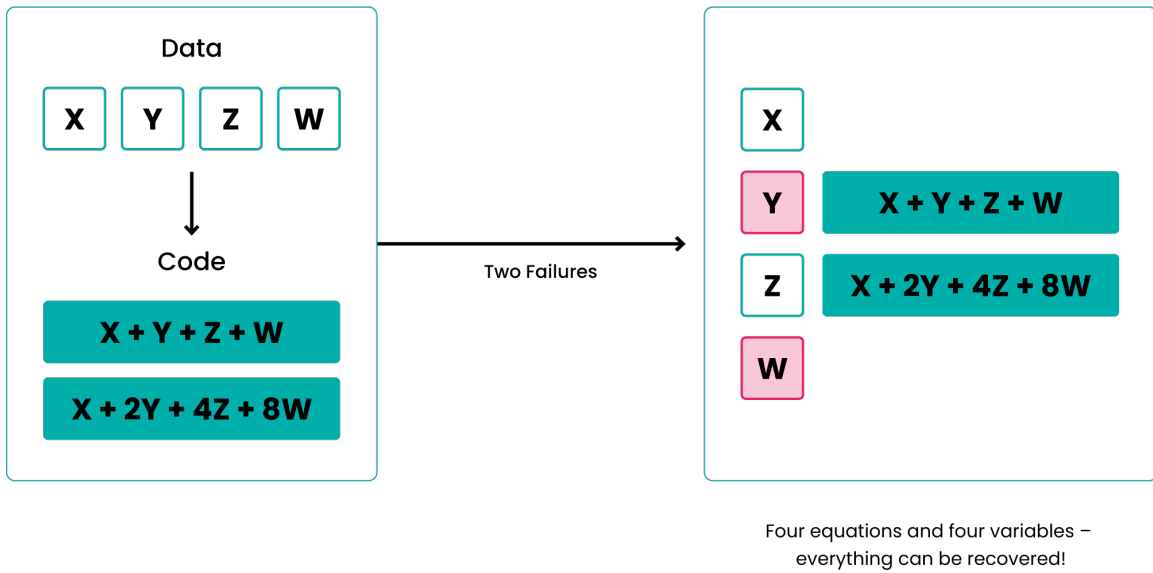 Data
X Y Z W
Code
X + Y + Z + W
X + 2Y + 4Z + 8W
Two Failures
X
Y X + Y + Z + W
Z X + 2Y + 4Z + 8W
W
Four equations and four variables –
everything can be recovered!